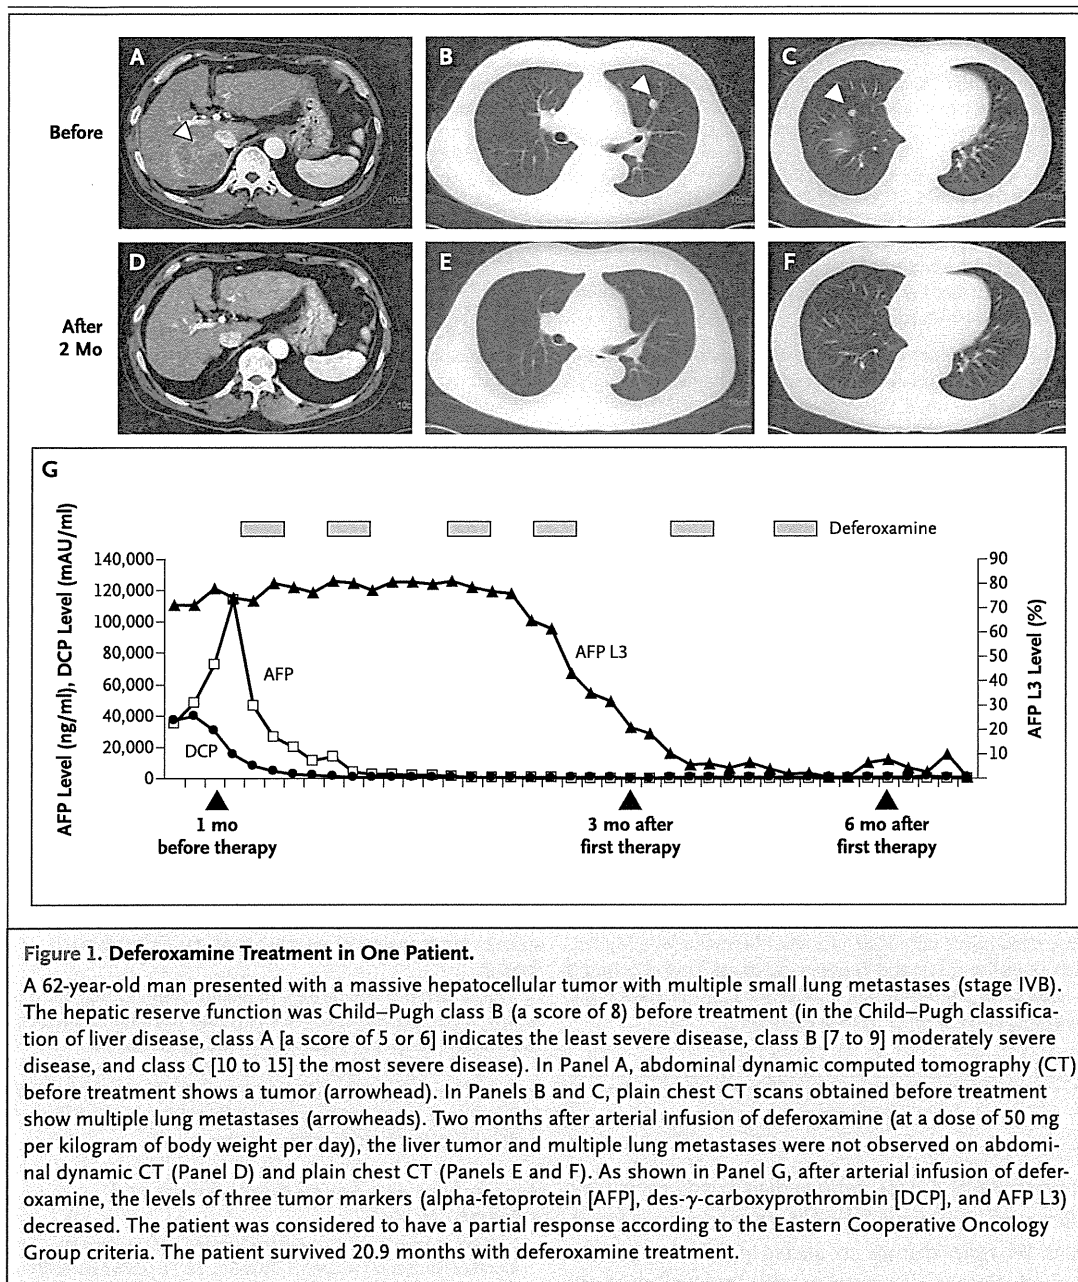 A
B
C
Before
D
E
F
After
2 Mo
G
Deferoxamine
AFP Level (ng/ml), DCP Level (mAU/ml)
140,000
120,000
100,000
80,000
60,000
40,000
20,000
0
AFP
DCP
AFP L3
90
80
70
60
50
40
30
20
10
AFP L3 Level (%)
1 mo
before therapy
3 mo after
first therapy
6 mo after
first therapy
Figure 1. Deferoxamine Treatment in One Patient.
A 62-year-old man presented with a massive hepatocellular tumor with multiple small lung metastases (stage IVB).
The hepatic reserve function was Child–Pugh class B (a score of 8) before treatment (in the Child–Pugh classifica-
tion of liver disease, class A [a score of 5 or 6] indicates the least severe disease, class B [7 to 9] moderately severe
disease, and class C [10 to 15] the most severe disease). In Panel A, abdominal dynamic computed tomography (CT)
before treatment shows a tumor (arrowhead). In Panels B and C, plain chest CT scans obtained before treatment
show multiple lung metastases (arrowheads). Two months after arterial infusion of deferoxamine (at a dose of 50 mg
per kilogram of body weight per day), the liver tumor and multiple lung metastases were not observed on abdomi-
nal dynamic CT (Panel D) and plain chest CT (Panels E and F). As shown in Panel G, after arterial infusion of defer-
oxamine, the levels of three tumor markers (alpha-fetoprotein [AFP], des-γ-carboxyprothrombin [DCP], and AFP L3)
decreased. The patient was considered to have a partial response according to the Eastern Cooperative Oncology
Group criteria. The patient survived 20.9 months with deferoxamine treatment.